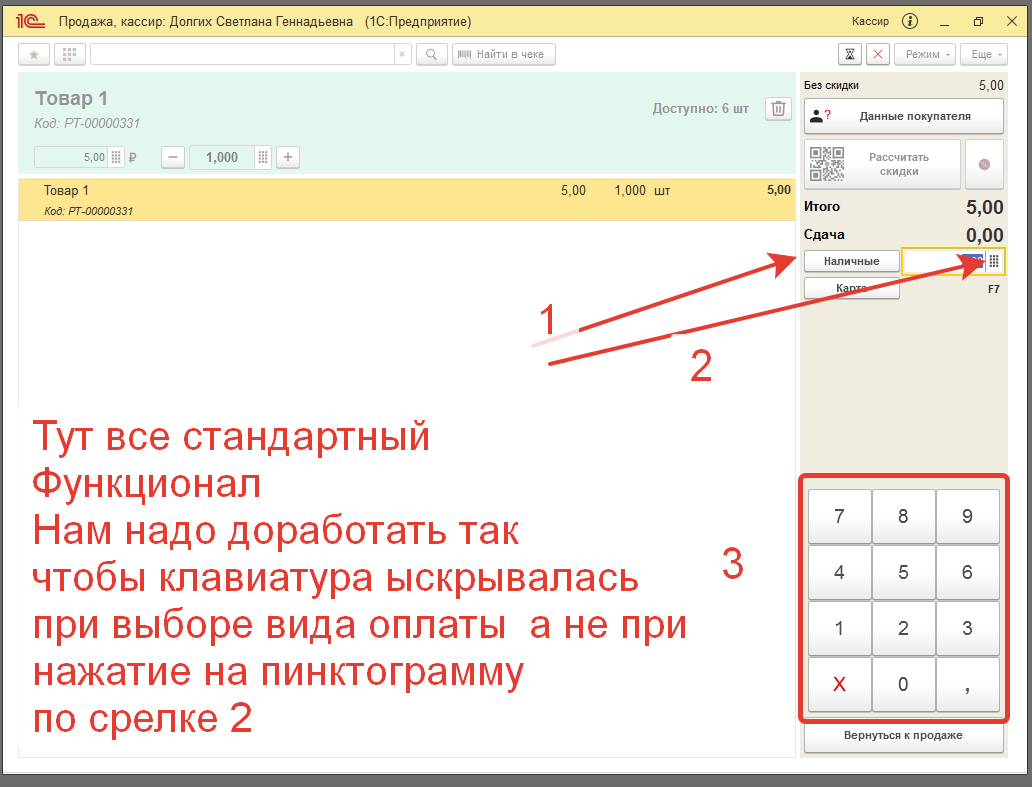 1С Продажа, кассир: Долгих Светлана Геннадьевна (1С:Предприятие) Кассир
Найти в чеке Режим Еще
Товар 1
Код: РТ-00000331
Доступно: 6 шт
5,00 ₽ − 1,000 +
Товар 1 5,00 1,000 шт 5,00
Код: РТ-00000331
Без скидки 5,00
? Данные покупателя
Рассчитать
скидки
Итого 5,00
Сдача 0,00
Наличные
Карта F7
1
2
Тут все стандартный
Функционал
Нам надо доработать так
чтобы клавиатура ыскрывалась
при выборе вида оплаты а не при
нажатие на пинктограмму
по срелке 2
3
7 8 9
4 5 6
1 2 3
X 0 ,
Вернуться к продаже